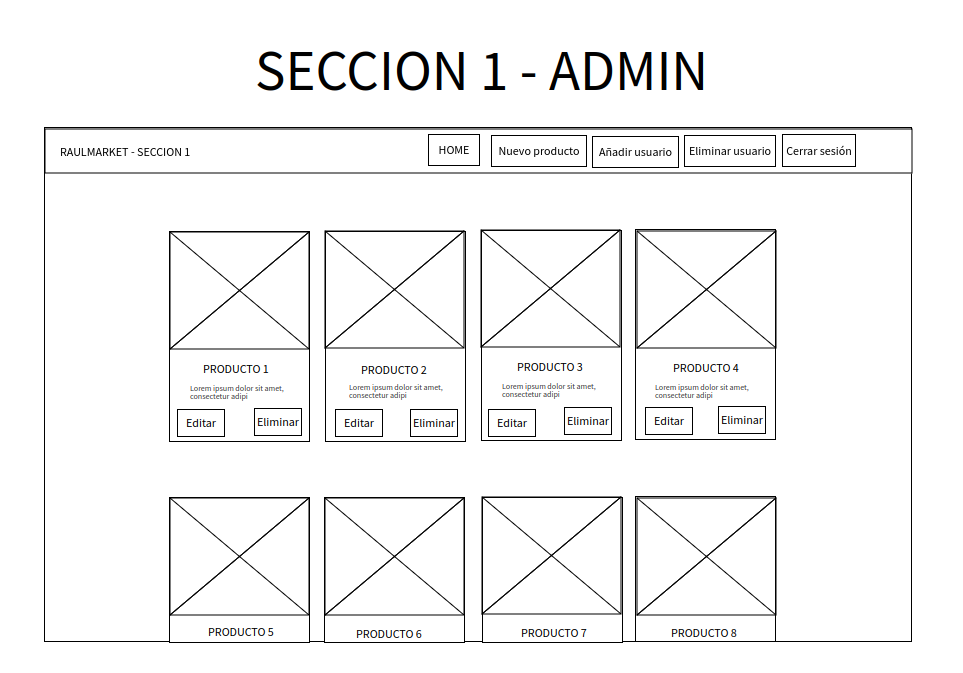 SECCION 1 - ADMIN
RAULMARKET - SECCION 1
HOME
Nuevo producto
Añadir usuario
Eliminar usuario
Cerrar sesión
PRODUCTO 1
Lorem ipsum dolor sit amet,
consectetur adipi
Editar
Eliminar
PRODUCTO 2
Lorem ipsum dolor sit amet,
consectetur adipi
Editar
Eliminar
PRODUCTO 3
Lorem ipsum dolor sit amet,
consectetur adipi
Editar
Eliminar
PRODUCTO 4
Lorem ipsum dolor sit amet,
consectetur adipi
Editar
Eliminar
PRODUCTO 5
PRODUCTO 6
PRODUCTO 7
PRODUCTO 8